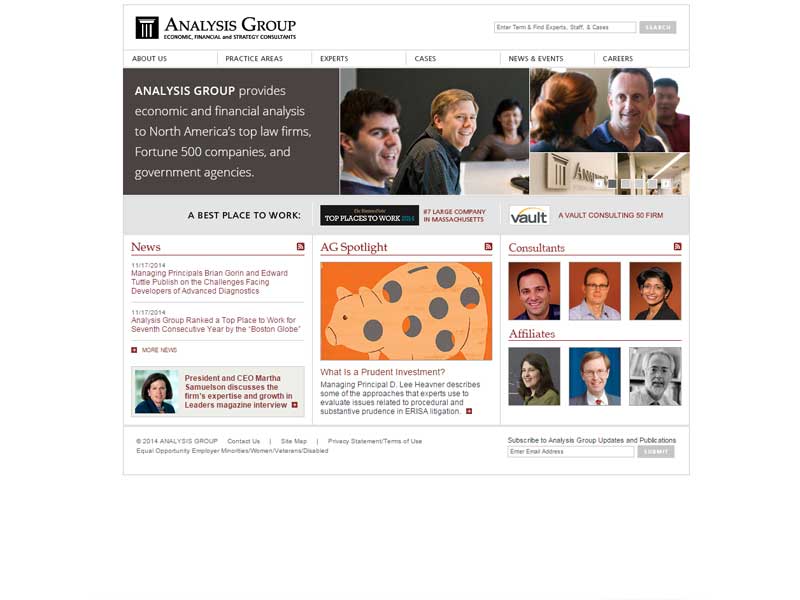 ANALYSIS GROUP
ECONOMIC, FINANCIAL and STRATEGY CONSULTANTS
Enter Term & Find Experts, Staff, & Cases
SEARCH
ABOUT US
PRACTICE AREAS
EXPERTS
CASES
NEWS & EVENTS
CAREERS
ANALYSIS GROUP provides
economic and financial analysis
to North America's top law firms,
Fortune 500 companies, and
government agencies.
A BEST PLACE TO WORK:
TOP PLACES TO WORK 2014
#7 LARGE COMPANY
IN MASSACHUSETTS
vault
A VAULT CONSULTING 50 FIRM
News
11/17/2014
Managing Principals Brian Gorin and Edward
Tuttle Publish on the Challenges Facing
Developers of Advanced Diagnostics
11/17/2014
Analysis Group Ranked a Top Place to Work for
Seventh Consecutive Year by the "Boston Globe"
MORE NEWS
President and CEO Martha
Samuelson discusses the
firm's expertise and growth in
Leaders magazine interview
AG Spotlight
What Is a Prudent Investment?
Managing Principal D. Lee Heavner describes
some of the approaches that experts use to
evaluate issues related to procedural and
substantive prudence in ERISA litigation.
Consultants
Affiliates
© 2014 ANALYSIS GROUP Contact Us | Site Map | Privacy Statement/Terms of Use
Equal Opportunity Employer Minorities/Women/Veterans/Disabled
Subscribe to Analysis Group Updates and Publications
Enter Email Address
SUBMIT